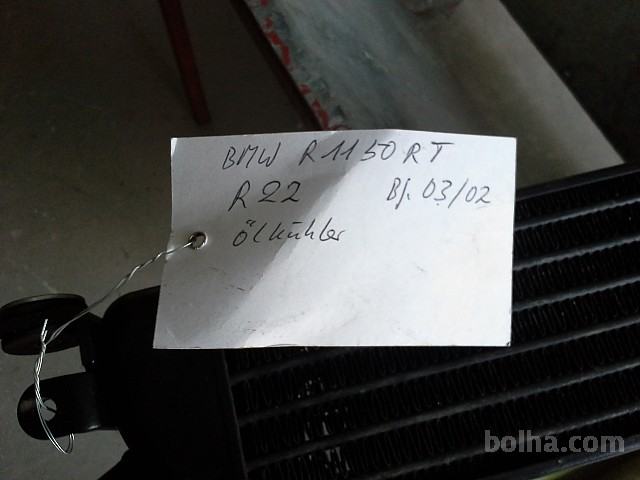 BMW R1150RT
R22 Bj. 03/02
Ölkühler
bolha.com